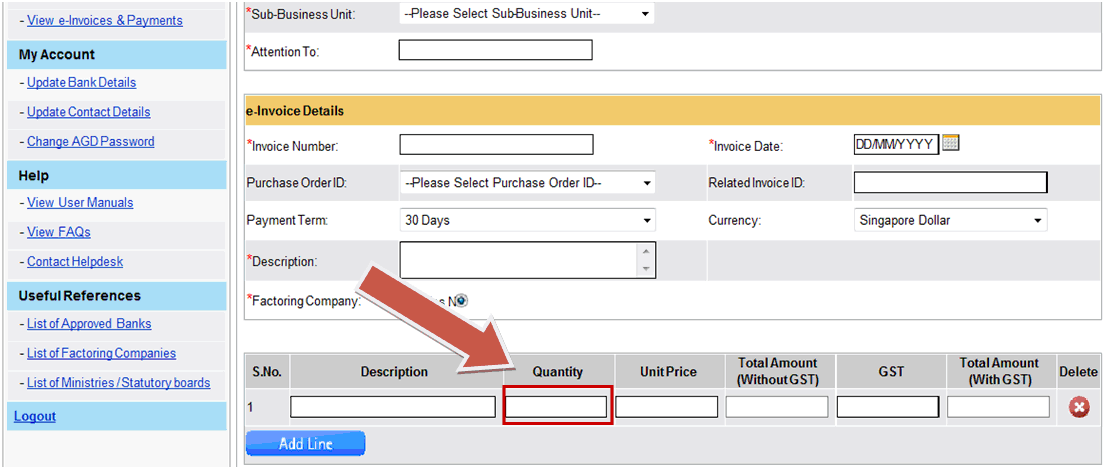 - View e-Invoices & Payments
My Account
- Update Bank Details
- Update Contact Details
- Change AGD Password
Help
- View User Manuals
- View FAQs
- Contact Helpdesk
Useful References
- List of Approved Banks
- List of Factoring Companies
- List of Ministries/Statutory boards
Logout
*Sub-Business Unit: --Please Select Sub-Business Unit--
*Attention To:
e-Invoice Details
*Invoice Number: *Invoice Date: DD/MM/YYYY
Purchase Order ID: --Please Select Purchase Order ID-- Related Invoice ID:
Payment Term: 30 Days Currency: Singapore Dollar
*Description:
*Factoring Company:
S.No. Description Quantity Unit Price Total Amount (Without GST) GST Total Amount (With GST) Delete
1
Add Line